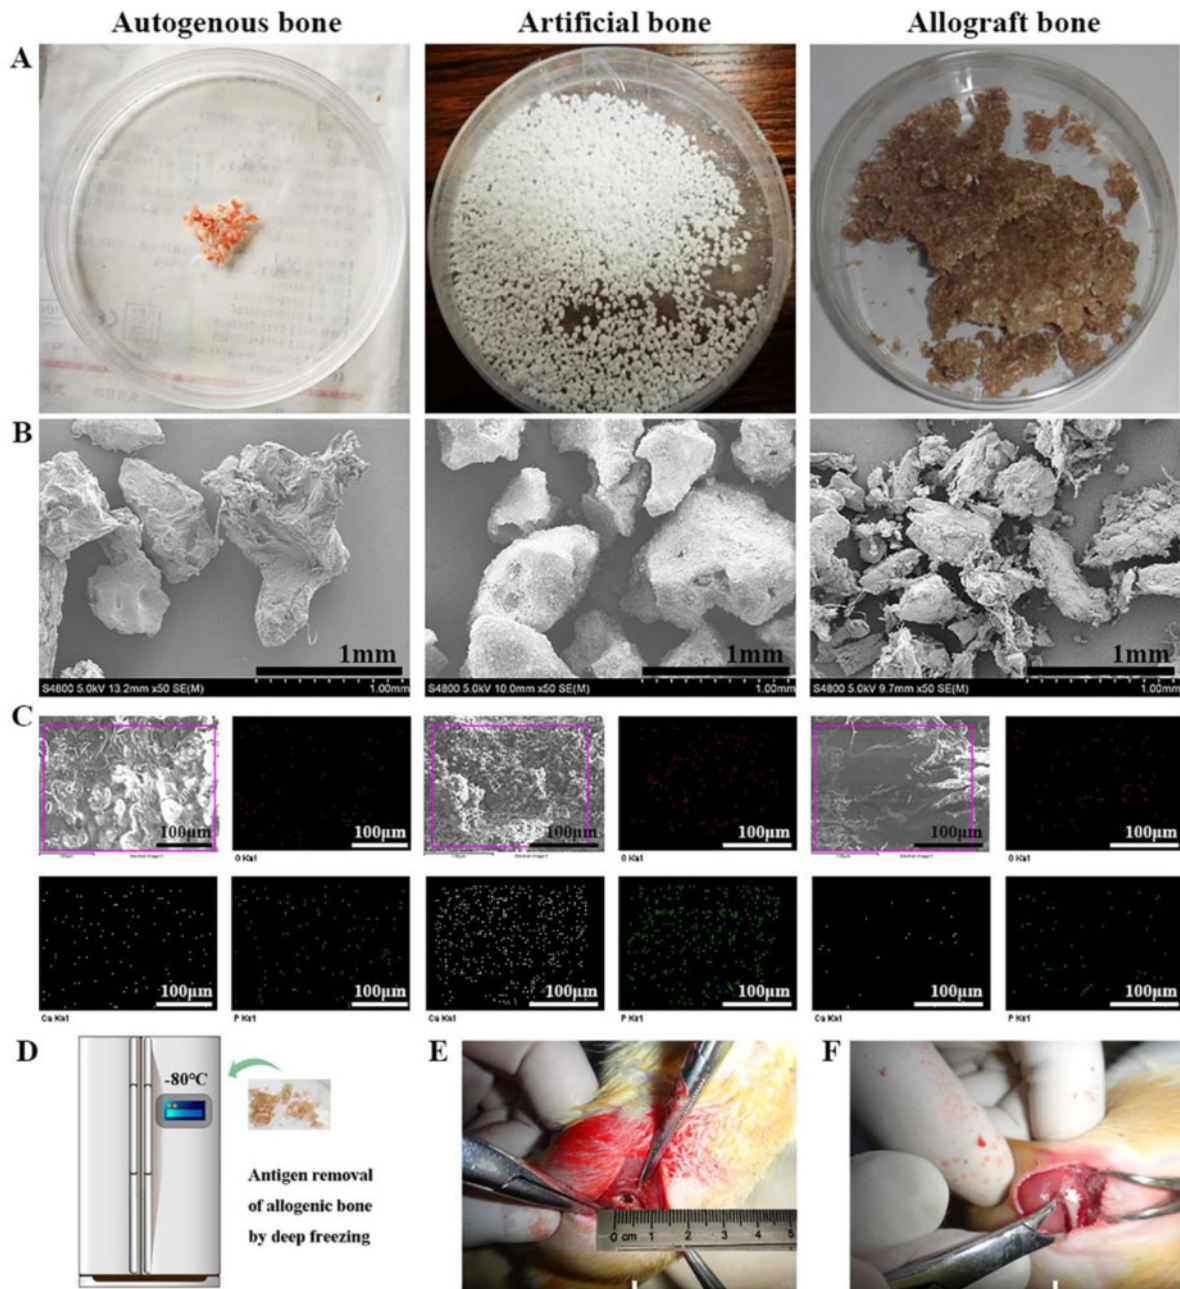 Autogenous bone
Artificial bone
Allograft bone
A
B
1mm
S4800 5.0kV 13.2mm x50 SE(M)
1.00mm
1mm
S4800 5.0kV 10.0mm x50 SE(M)
1.00mm
1mm
S4800 5.0kV 9.7mm x50 SE(M)
1.00mm
C
100μm
100μm
O Ka1
100μm
100μm
O Ka1
100μm
100μm
O Ka1
100μm
Ca Ka1
100μm
P Ka1
100μm
Ca Ka1
100μm
P Ka1
100μm
Ca Ka1
100μm
P Ka1
D
-80°C
Antigen removal
of allogenic bone
by deep freezing
E
0 cm 1 2 3 4 5
F